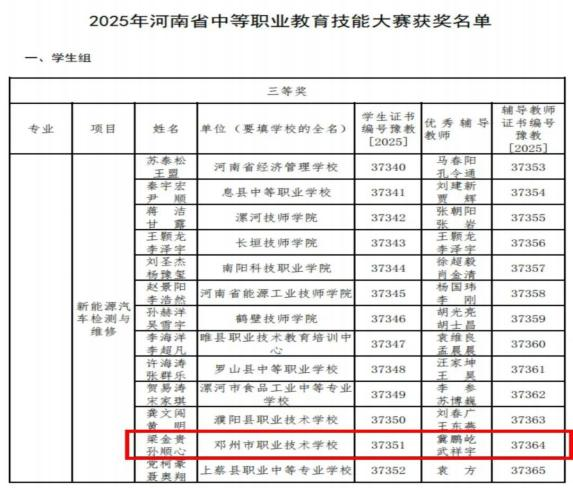 2025年河南省中等职业教育技能大赛获奖名单
一、学生组
三等奖
专业 项目 姓名 单位（要填学校的全名） 学生证书编号豫教[2025] 优秀辅导教师 辅导教师证书编号豫教[2025]
新能源汽车检测与维修
苏泰松 王盟 河南省经济管理学校 37340 马春阳 孔令通 37353
秦宇宏 尹顺 息县中等职业学校 37341 刘建新 贾辉 37354
蒋洁 甘露 漯河技师学院 37342 张朝阳 张岩 37355
王颗龙 李泽宇 长垣技师学院 37343 王颗龙 李泽宇 37356
刘圣杰 杨豫玺 南阳科技职业学院 37344 徐超毅 肖金清 37357
赵景阳 李浩然 河南省能源工业技师学院 37345 杨国玮 李刚 37358
孙赫洋 吴雪宇 鹤壁技师学院 37346 胡光亮 胡士昌 37359
李海洋 李超凡 睢县职业技术教育培训中心 37347 袁维良 孟晨晨 37360
许海涛 张群乐 罗山县中等职业学校 37348 汪家坤 王昊 37361
贺易涛 宋家琪 漯河市食品工业中等专业学校 37349 李参 苏博巍 37362
龚文闯 黄明 濮阳县职业技术学校 37350 刘春广 王东燕 37363
梁金贵 孙顺心 邓州市职业技术学校 37351 冀鹏屹 武祥宇 37364
党柯豪 聂奥翔 上蔡县职业中等专业学校 37352 袁方 37365